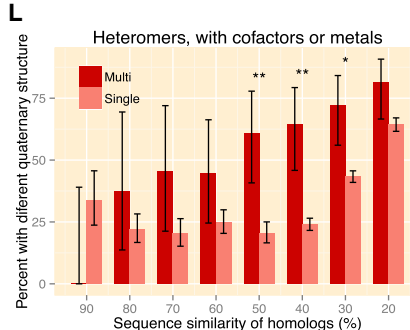 L
Heteromers, with cofactors or metals
Percent with diferent quaternary structure
Multi
Single
**
**
*
75
50
25
0
90 80 70 60 50 40 30 20
Sequence similarity of homologs (%)